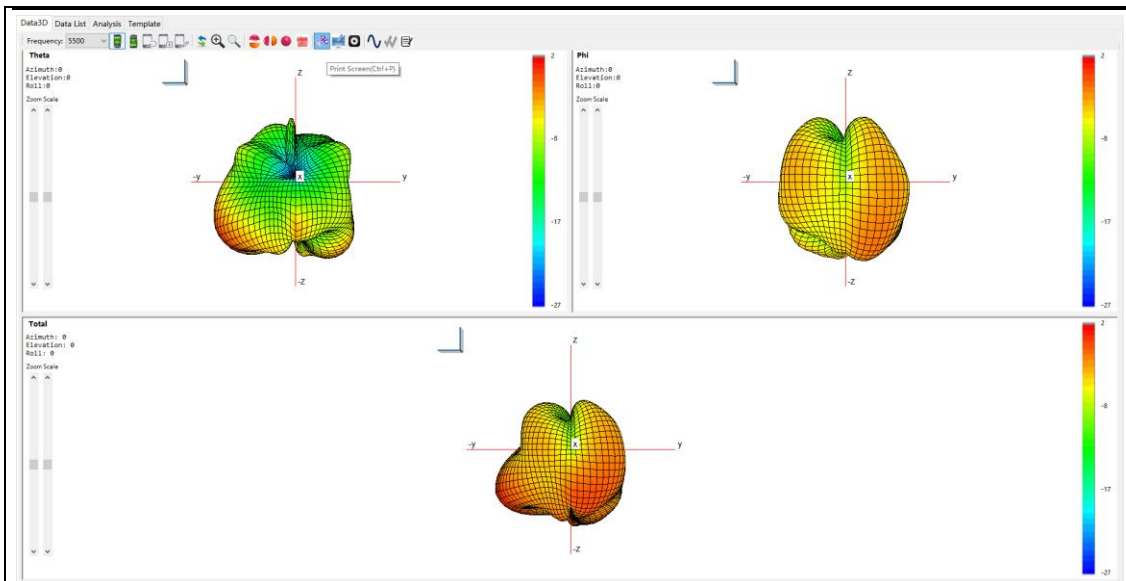 Data3D Data List Analysis Template
Frequency: 5500
Print Screen(Ctrl+P)
Theta
Azimuth:0
Elevation:0
Roll:0
Zoom Scale
z
-y
x
y
-Z
2
-8
-17
-27
Phi
Azimuth:0
Elevation:0
Roll:0
Zoom Scale
z
-y
x
y
-Z
2
-8
-17
-27
Total
Azimuth: 0
Elevation: 0
Roll: 0
Zoom Scale
z
-y
x
y
-Z
2
-8
-17
-27